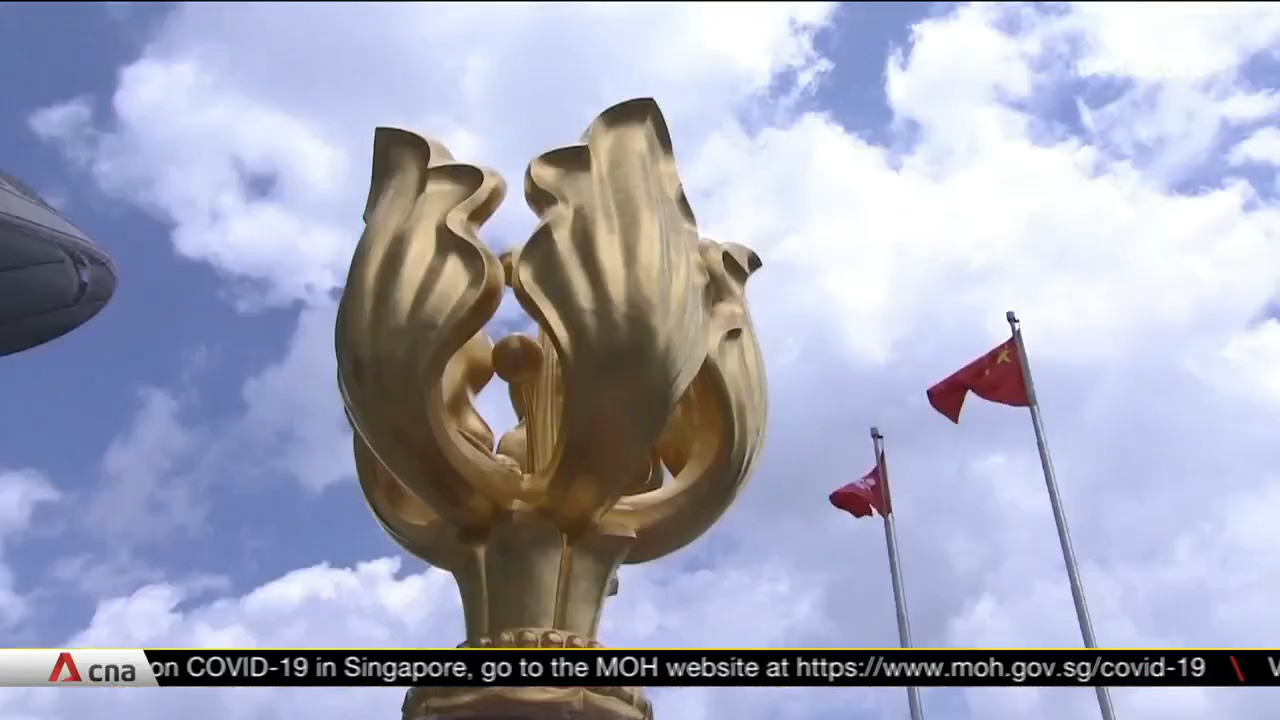 cna
on COVID-19 in Singapore, go to the MOH website at https://www.moh.gov.sg/covid-19 \ V